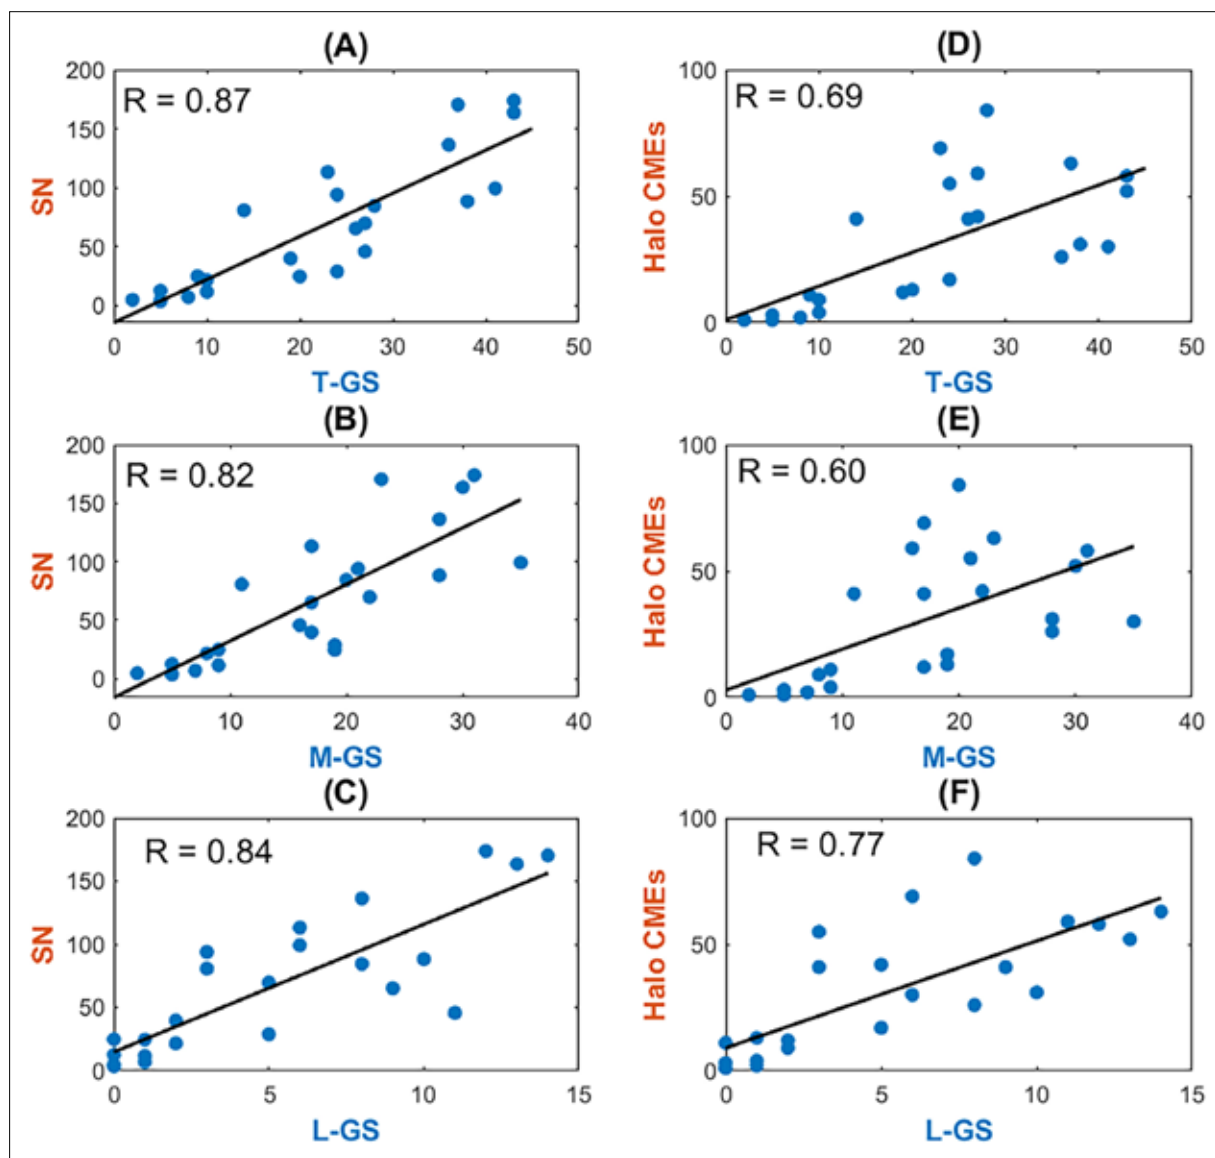 (A)
200
150
100
50
0
R = 0.87
SN
0 10 20 30 40 50
T-GS
(D)
100
50
0
R = 0.69
Halo CMEs
0 10 20 30 40 50
T-GS
(B)
200
150
100
50
0
R = 0.82
SN
0 10 20 30 40
M-GS
(E)
100
50
0
R = 0.60
Halo CMEs
0 10 20 30 40
M-GS
(C)
200
150
100
50
0
R = 0.84
SN
0 5 10 15
L-GS
(F)
100
50
0
R = 0.77
Halo CMEs
0 5 10 15
L-GS